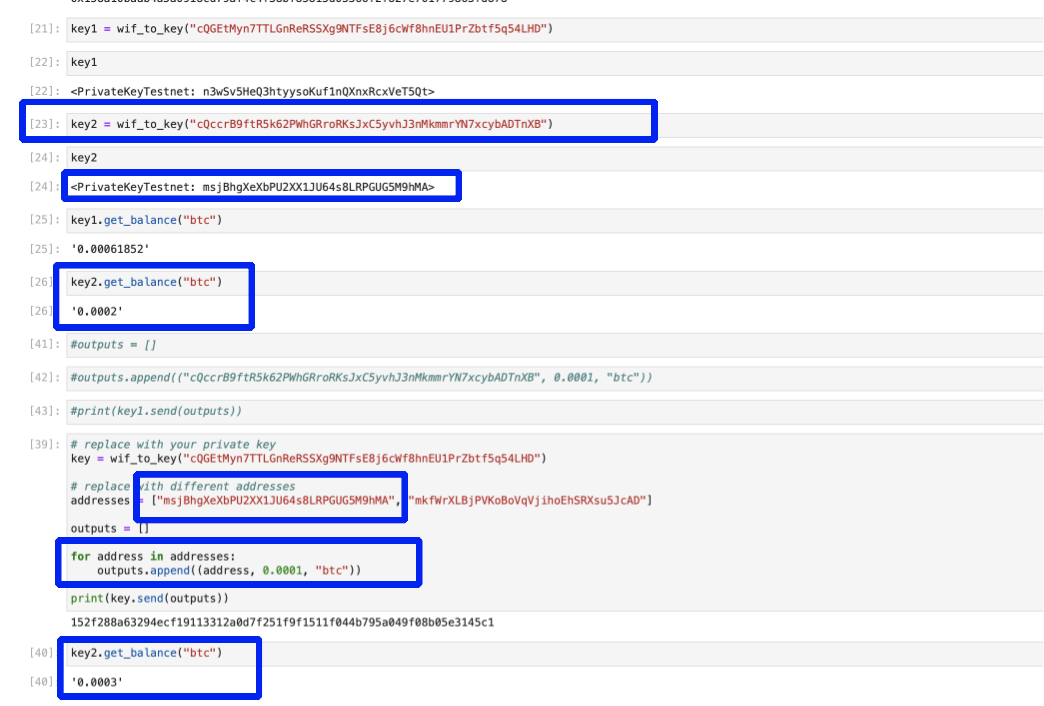 [21]: key1 = wif_to_key("cQGEtMyn7TTLGnReRSSXg9NTFsE8j6cWf8hnEU1PrZbtf5q54LHD")
[22]: key1
[22]: <PrivateKeyTestnet: n3wSv5HeQ3htyysoKuf1nQXnxRcxVeT5Qt>
[23]: key2 = wif_to_key("cQccrB9ftR5k62PWhGRroRKsJxC5yvhJ3nMkmmrYN7xcybADTnXB")
[24]: key2
[24]: <PrivateKeyTestnet: msjBhgXeXbPU2XX1JU64s8LRPGUG5M9hMA>
[25]: key1.get_balance("btc")
[25]: '0.00061852'
[26]: key2.get_balance("btc")
[26]: '0.0002'
[41]: #outputs = []
[42]: #outputs.append(("cQccrB9ftR5k62PWhGRroRKsJxC5yvhJ3nMkmmrYN7xcybADTnXB", 0.0001, "btc"))
[43]: #print(key1.send(outputs))
[39]: # replace with your private key
key = wif_to_key("cQGEtMyn7TTLGnReRSSXg9NTFsE8j6cWf8hnEU1PrZbtf5q54LHD")
# replace with different addresses
addresses = ["msjBhgXeXbPU2XX1JU64s8LRPGUG5M9hMA", "mkfWrXLBjPVKoBoVqVjihoEhSRXsu5JcAD"]
outputs = []
for address in addresses:
outputs.append((address, 0.0001, "btc"))
print(key.send(outputs))
152f288a63294ecf19113312a0d7f251f9f1511f044b795a049f08b05e3145c1
[40]: key2.get_balance("btc")
[40]: '0.0003'